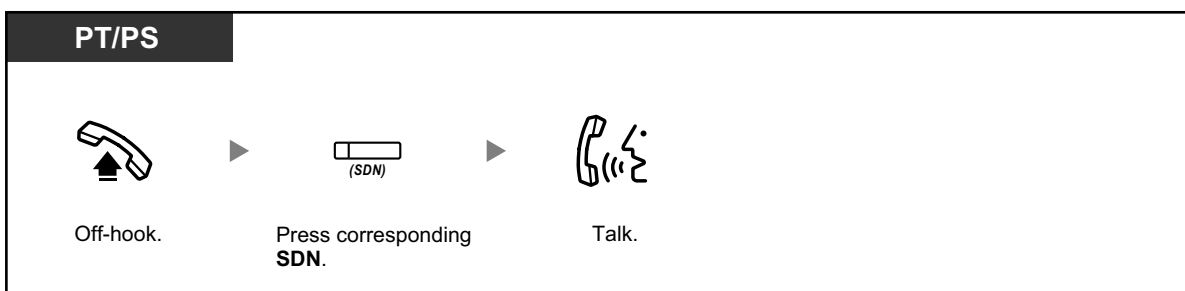 PT/PS
(SDN)
Off-hook.
Press corresponding
SDN.
Talk.